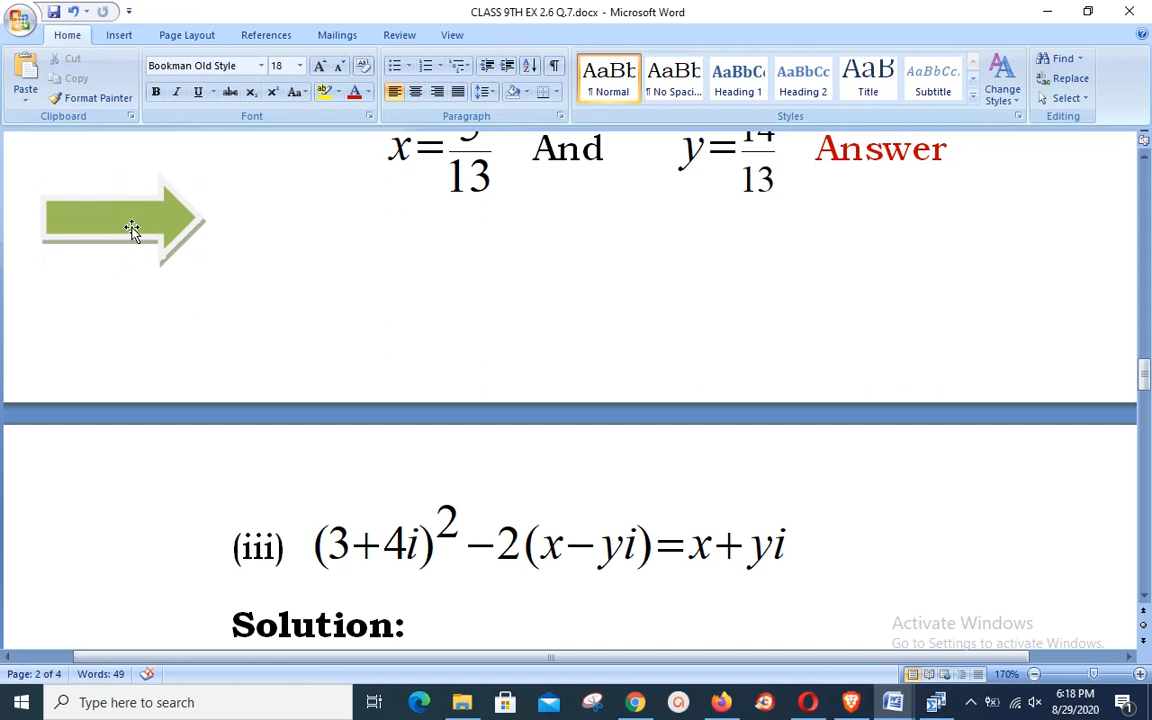 CLASS 9TH EX 2.6 Q.7.docx - Microsoft Word
Home Insert Page Layout References Mailings Review View
Paste Cut Copy Format Painter Clipboard
Bookman Old Style 18 Font
Paragraph
AaBb Normal AaBb No Spaci... AaBbC Heading 1 AaBbCc Heading 2 AaB Title AaBbCc. Subtitle Change Styles Styles
Find Replace Select Editing
x= /13 And y=14/13 Answer
(iii) (3+4i)² −2(x−yi)=x+yi
Solution:
Activate Windows
Go to Settings to activate Windows.
Page: 2 of 4 Words: 49 170%
Type here to search
6:18 PM
8/29/2020